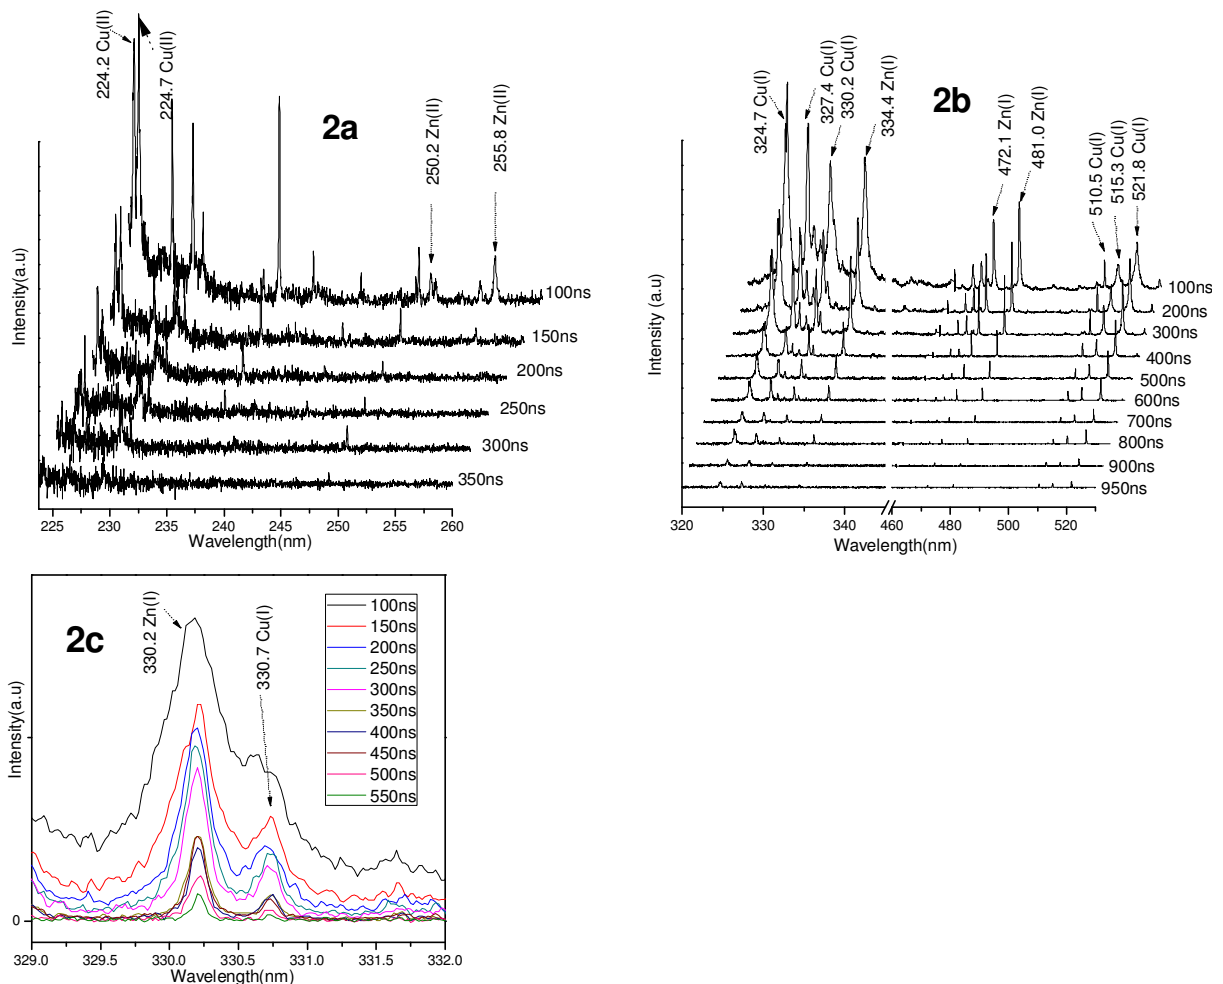 2a
224.2 Cu(II)
224.7 Cu(II)
250.2 Zn(II)
255.8 Zn(II)
100ns
150ns
200ns
250ns
300ns
350ns
Intensity(a.u)
225 230 235 240 245 250 255 260
Wavelength(nm)
2b
324.7 Cu(I)
327.4 Cu(I)
330.2 Cu(I)
334.4 Zn(I)
472.1 Zn(I)
481.0 Zn(I)
510.5 Cu(I)
515.3 Cu(I)
521.8 Cu(I)
100ns
200ns
300ns
400ns
500ns
600ns
700ns
800ns
900ns
950ns
Intensity (a.u)
320 330 340 460 480 500 520
Wavelength(nm)
2c
330.2 Zn(I)
330.7 Cu(I)
100ns
150ns
200ns
250ns
300ns
350ns
400ns
450ns
500ns
550ns
Intensity(a.u)
0
329.0 329.5 330.0 330.5 331.0 331.5 332.0
Wavelength(nm)